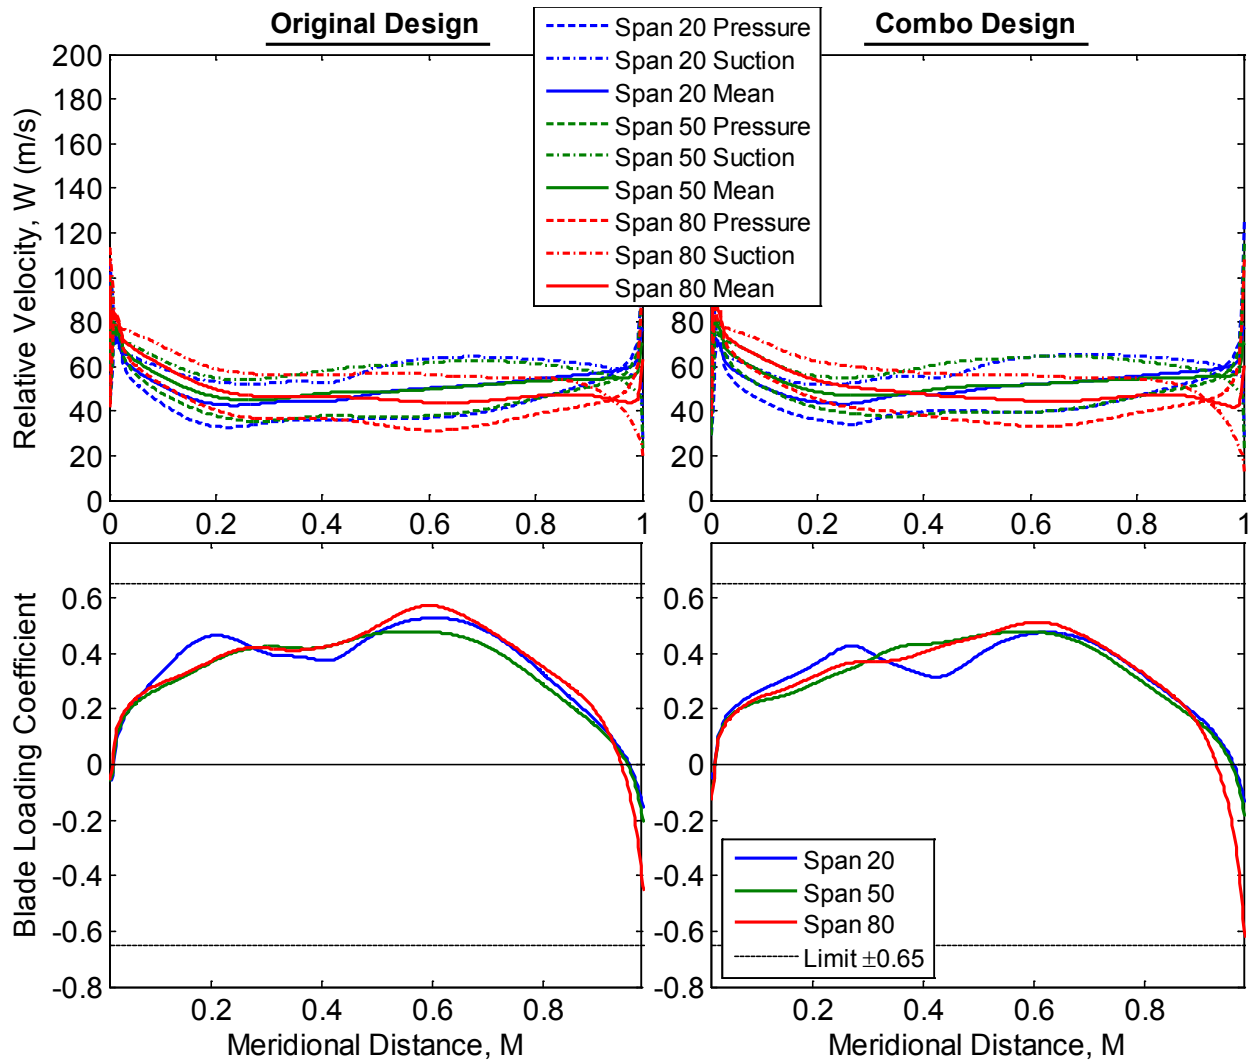 Original Design
Combo Design
Span 20 Pressure
Span 20 Suction
Span 20 Mean
Span 50 Pressure
Span 50 Suction
Span 50 Mean
Span 80 Pressure
Span 80 Suction
Span 80 Mean
Relative Velocity, W (m/s)
200
180
160
140
120
100
80
60
40
20
0
0 0.2 0.4 0.6 0.8 1
0 0.2 0.4 0.6 0.8 1
Blade Loading Coefficient
0.6
0.4
0.2
0
-0.2
-0.4
-0.6
-0.8
0.2 0.4 0.6 0.8
Meridional Distance, M
0.6
0.4
0.2
0
-0.2
-0.4
-0.6
-0.8
Span 20
Span 50
Span 80
Limit ±0.65
0.2 0.4 0.6 0.8
Meridional Distance, M